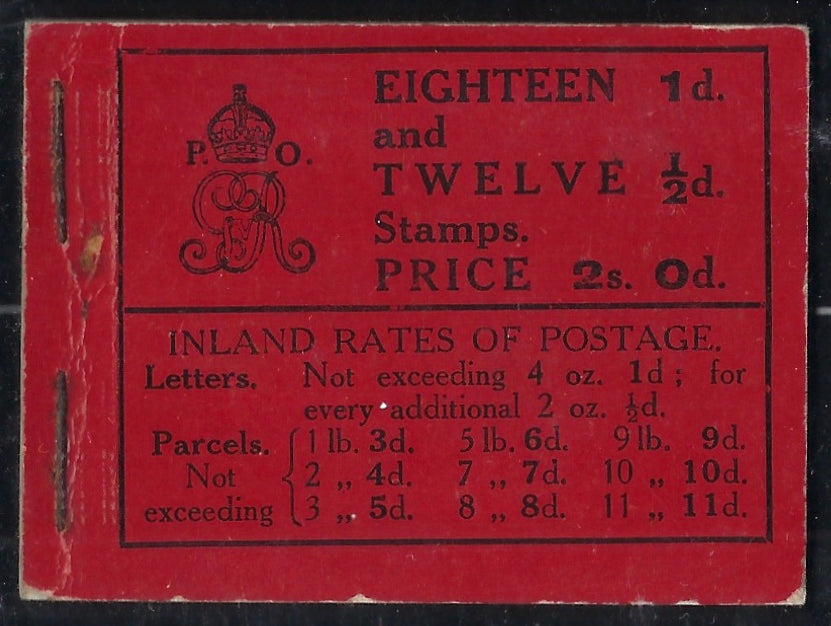 P. O.
GVR
EIGHTEEN 1d.
and
TWELVE ½d.
Stamps.
PRICE 2s. 0d.
INLAND RATES OF POSTAGE.
Letters. Not exceeding 4 oz. 1d; for
every additional 2 oz. ½d.
Parcels. 1 lb. 3d. 5 lb. 6d. 9 lb. 9d.
Not 2 „ 4d. 7 „ 7d. 10 „ 10d.
exceeding 3 „ 5d. 8 „ 8d. 11 „ 11d.